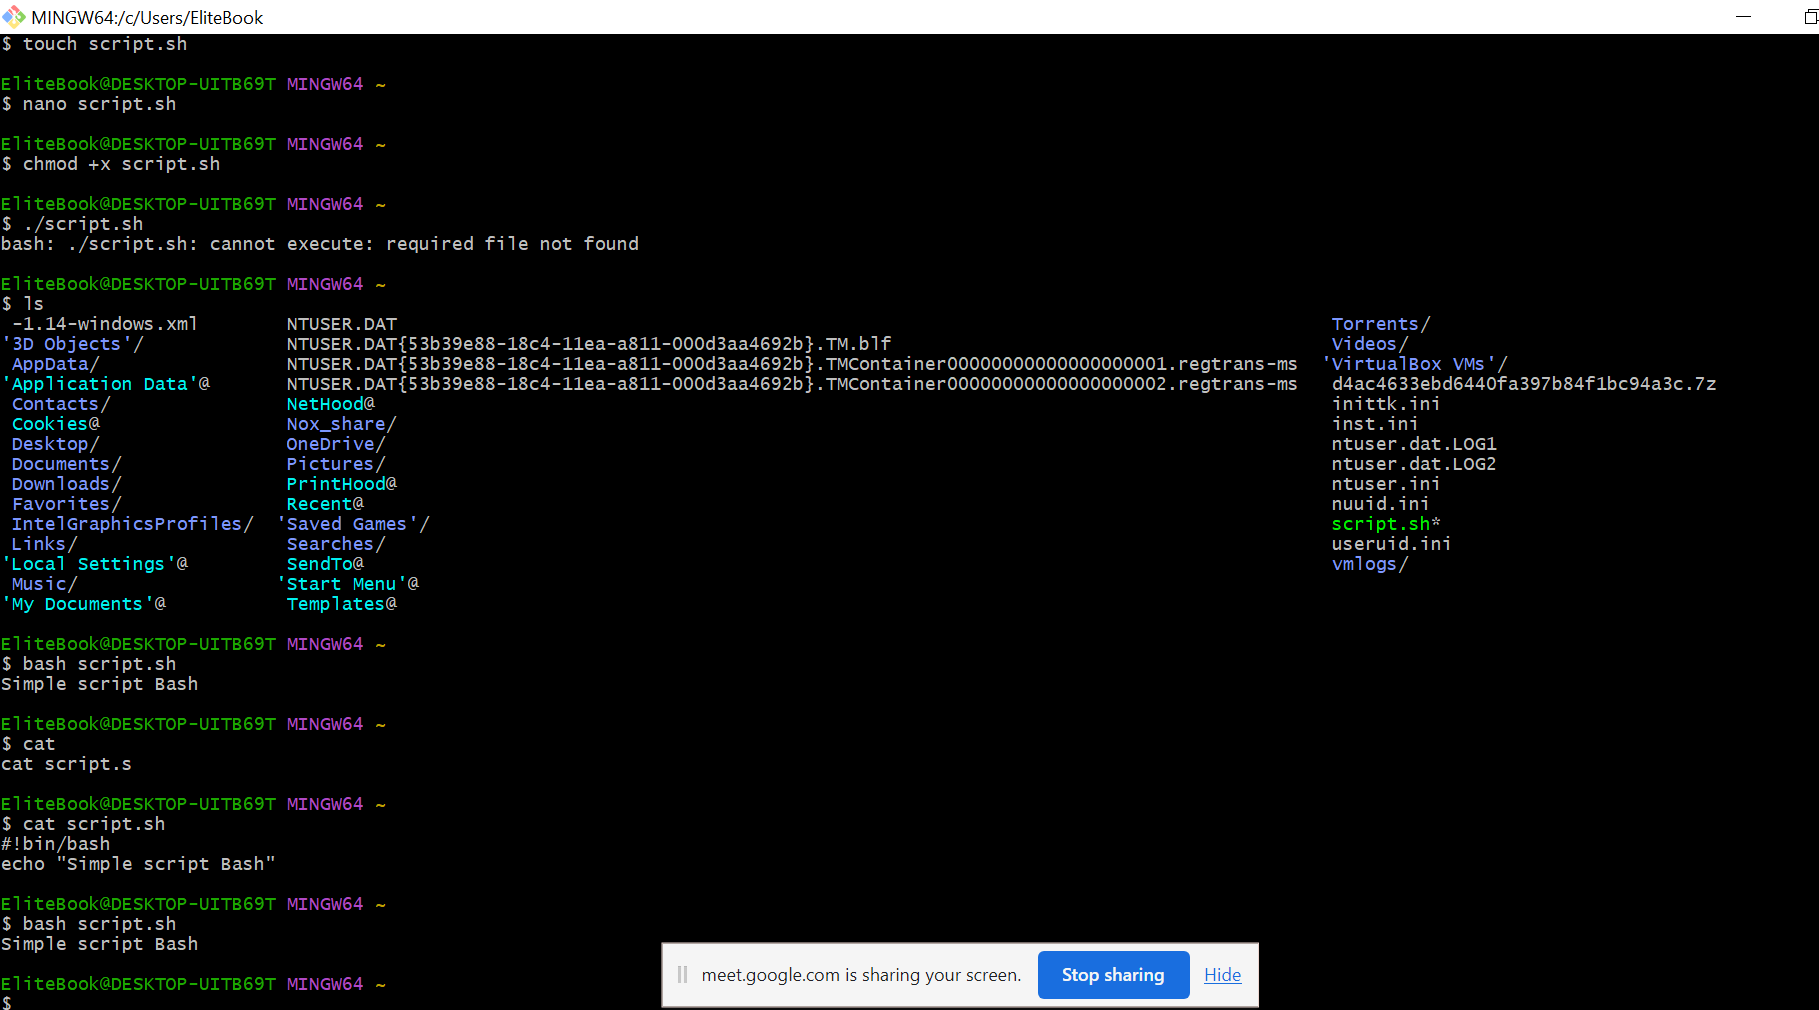 MINGW64:/c/Users/EliteBook
$ touch script.sh
EliteBook@DESKTOP-UITB69T MINGW64 ~
$ nano script.sh
EliteBook@DESKTOP-UITB69T MINGW64 ~
$ chmod +x script.sh
EliteBook@DESKTOP-UITB69T MINGW64 ~
$ ./script.sh
bash: ./script.sh: cannot execute: required file not found
EliteBook@DESKTOP-UITB69T MINGW64 ~
$ ls
-1.14-windows.xml NTUSER.DAT Torrents/
'3D Objects'/ NTUSER.DAT{53b39e88-18c4-11ea-a811-000d3aa4692b}.TM.blf Videos/
AppData/ NTUSER.DAT{53b39e88-18c4-11ea-a811-000d3aa4692b}.TMContainer00000000000000000001.regtrans-ms 'VirtualBox VMs'/
'Application Data'@ NTUSER.DAT{53b39e88-18c4-11ea-a811-000d3aa4692b}.TMContainer00000000000000000002.regtrans-ms d4ac4633ebd6440fa397b84f1bc94a3c.7z
Contacts/ NetHood@ inittk.ini
Cookies@ Nox_share/ inst.ini
Desktop/ OneDrive/ ntuser.dat.LOG1
Documents/ Pictures/ ntuser.dat.LOG2
Downloads/ PrintHood@ ntuser.ini
Favorites/ Recent@ nuuid.ini
IntelGraphicsProfiles/ 'Saved Games'/ script.sh*
Links/ Searches/ useruid.ini
'Local Settings'@ SendTo@ vmlogs/
Music/ 'Start Menu'@
'My Documents'@ Templates@
EliteBook@DESKTOP-UITB69T MINGW64 ~
$ bash script.sh
Simple script Bash
EliteBook@DESKTOP-UITB69T MINGW64 ~
$ cat
cat script.s
EliteBook@DESKTOP-UITB69T MINGW64 ~
$ cat script.sh
#!bin/bash
echo "Simple script Bash"
EliteBook@DESKTOP-UITB69T MINGW64 ~
$ bash script.sh
Simple script Bash
EliteBook@DESKTOP-UITB69T MINGW64 ~
$
meet.google.com is sharing your screen. Stop sharing Hide